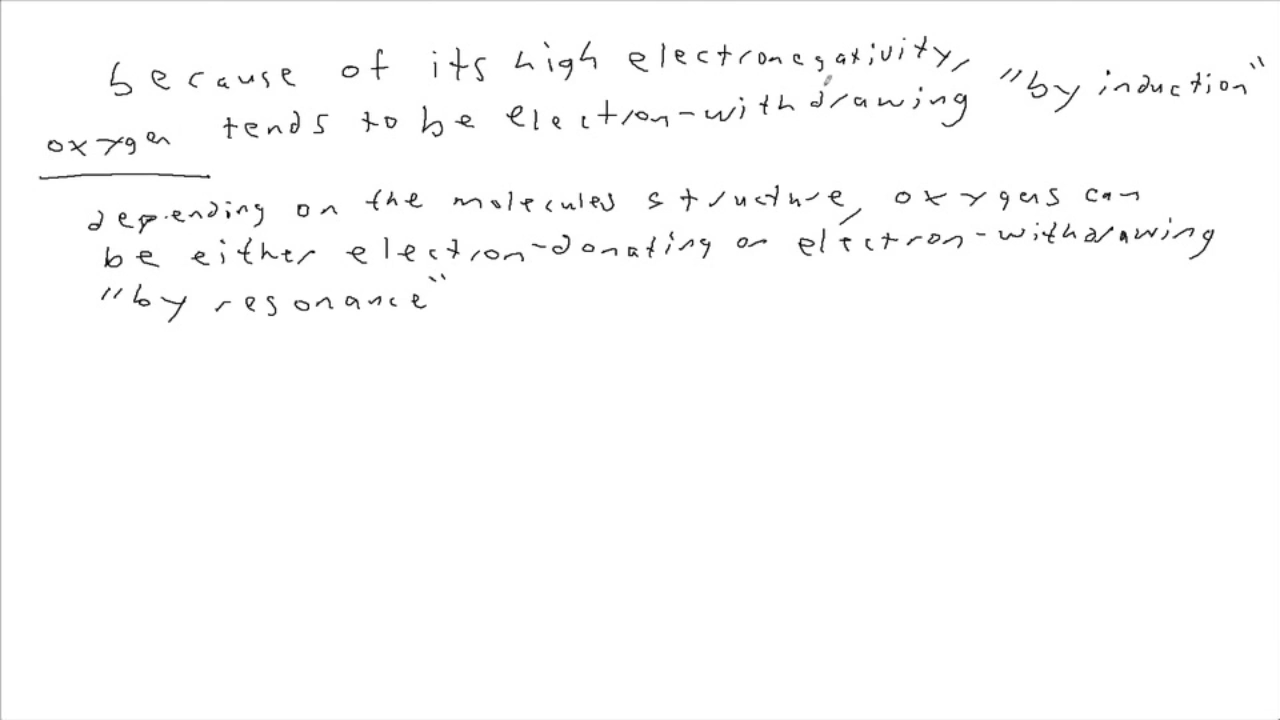 because of its high electronegativity,
oxygen tends to be electron-withdrawing "by induction"
depending on the molecules structure, oxygens can
be either electron-donating or electron-withdrawing
"by resonance"